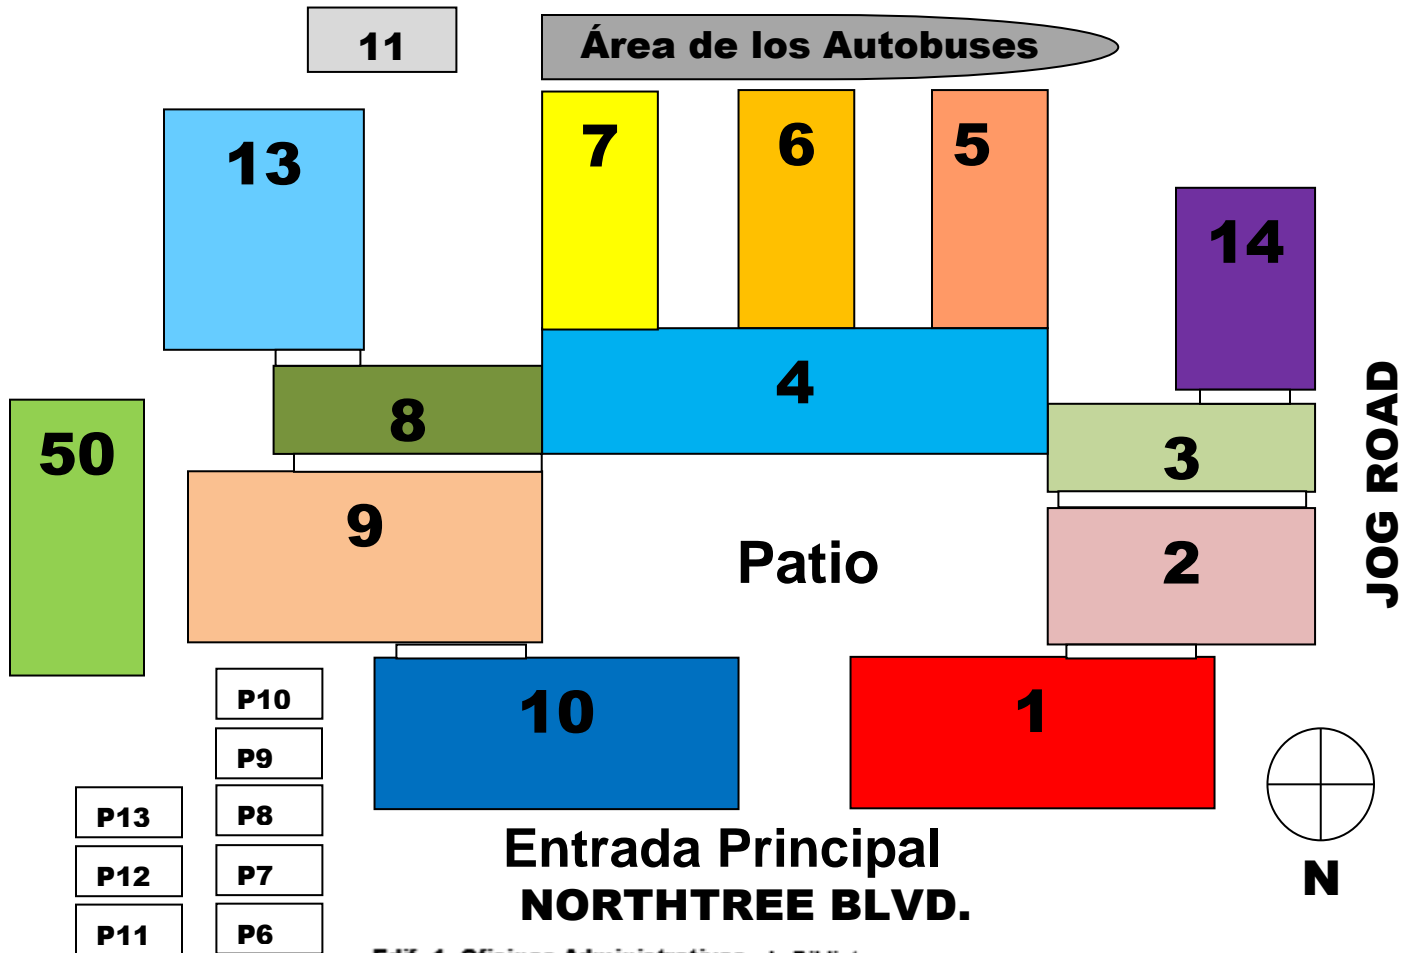 11
Área de los Autobuses
7
6
5
13
14
4
8
50
3
9
Patio
2
JOG ROAD
10
1
P10
P9
P13
P8
Entrada Principal
P12
P7
N
NORTHTREE BLVD.
P11
P6